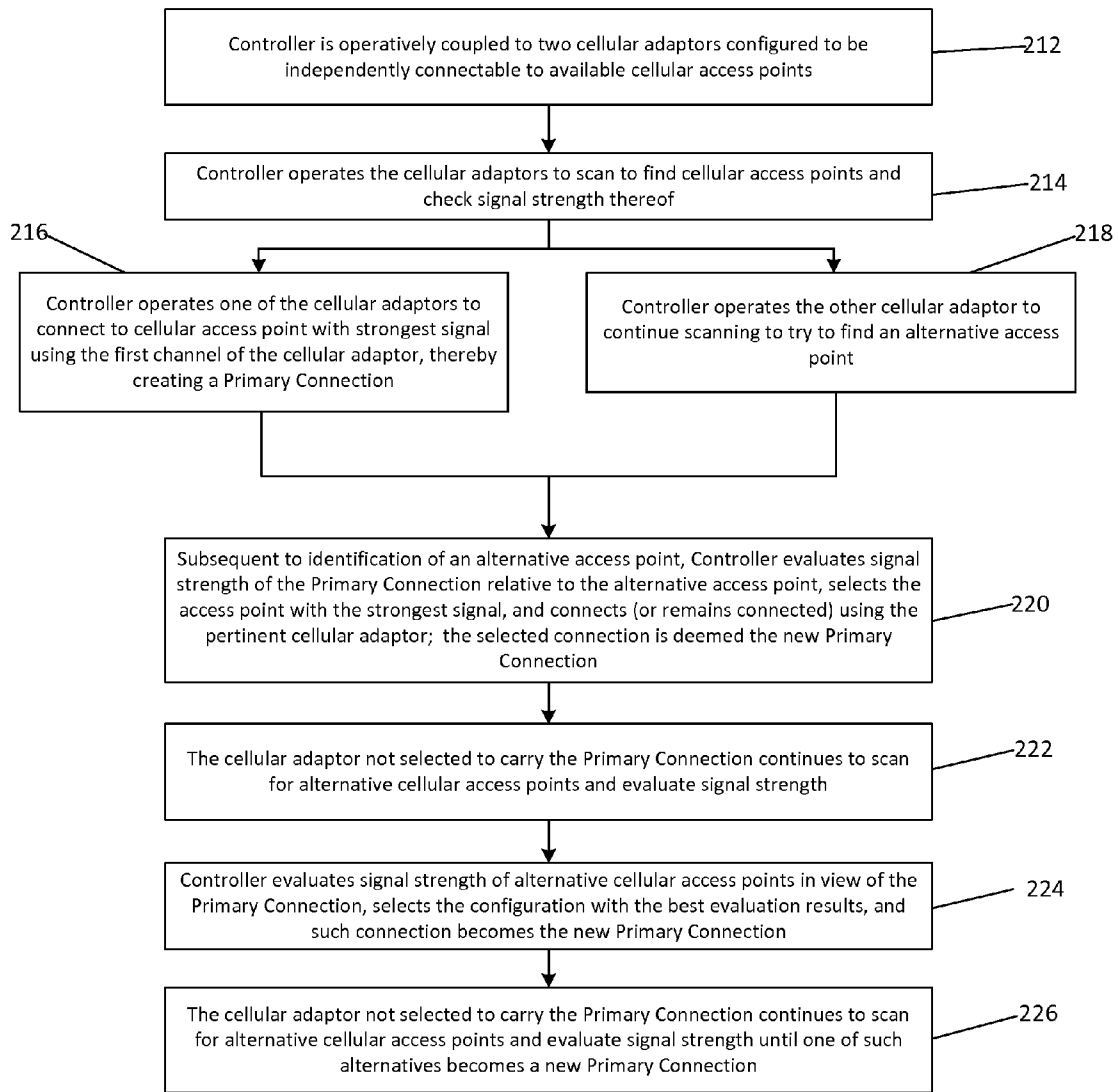 Controller is operatively coupled to two cellular adaptors configured to be
independently connectable to available cellular access points
212
Controller operates the cellular adaptors to scan to find cellular access points and
check signal strength thereof
214
216
Controller operates one of the cellular adaptors
to connect to cellular access point with strongest signal
using the first channel of the cellular adaptor, thereby
creating a Primary Connection
218
Controller operates the other cellular adaptor to
continue scanning to try to find an alternative access
point
Subsequent to identification of an alternative access point, Controller evaluates signal
strength of the Primary Connection relative to the alternative access point, selects the
access point with the strongest signal, and connects (or remains connected) using the
pertinent cellular adaptor; the selected connection is deemed the new Primary
Connection
220
The cellular adaptor not selected to carry the Primary Connection continues to scan
for alternative cellular access points and evaluate signal strength
222
Controller evaluates signal strength of alternative cellular access points in view of the
Primary Connection, selects the configuration with the best evaluation results, and
such connection becomes the new Primary Connection
224
The cellular adaptor not selected to carry the Primary Connection continues to scan
for alternative cellular access points and evaluate signal strength until one of such
alternatives becomes a new Primary Connection
226